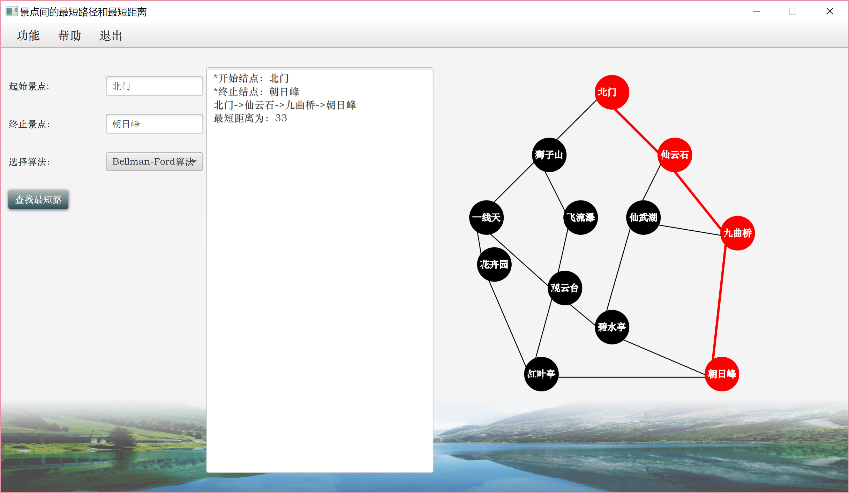 景点间的最短路径和最短距离
功能 帮助 退出
起始景点: 北门
终止景点: 朝日峰
选择算法: Bellman-Ford算法
查找最短路
*开始结点: 北门
*终止结点: 朝日峰
北门->仙云石->九曲桥->朝日峰
最短距离为: 33
北门
狮子山
仙云石
一线天
飞流瀑
仙武湖
九曲桥
花卉园
观云台
碧水亭
红叶亭
朝日峰